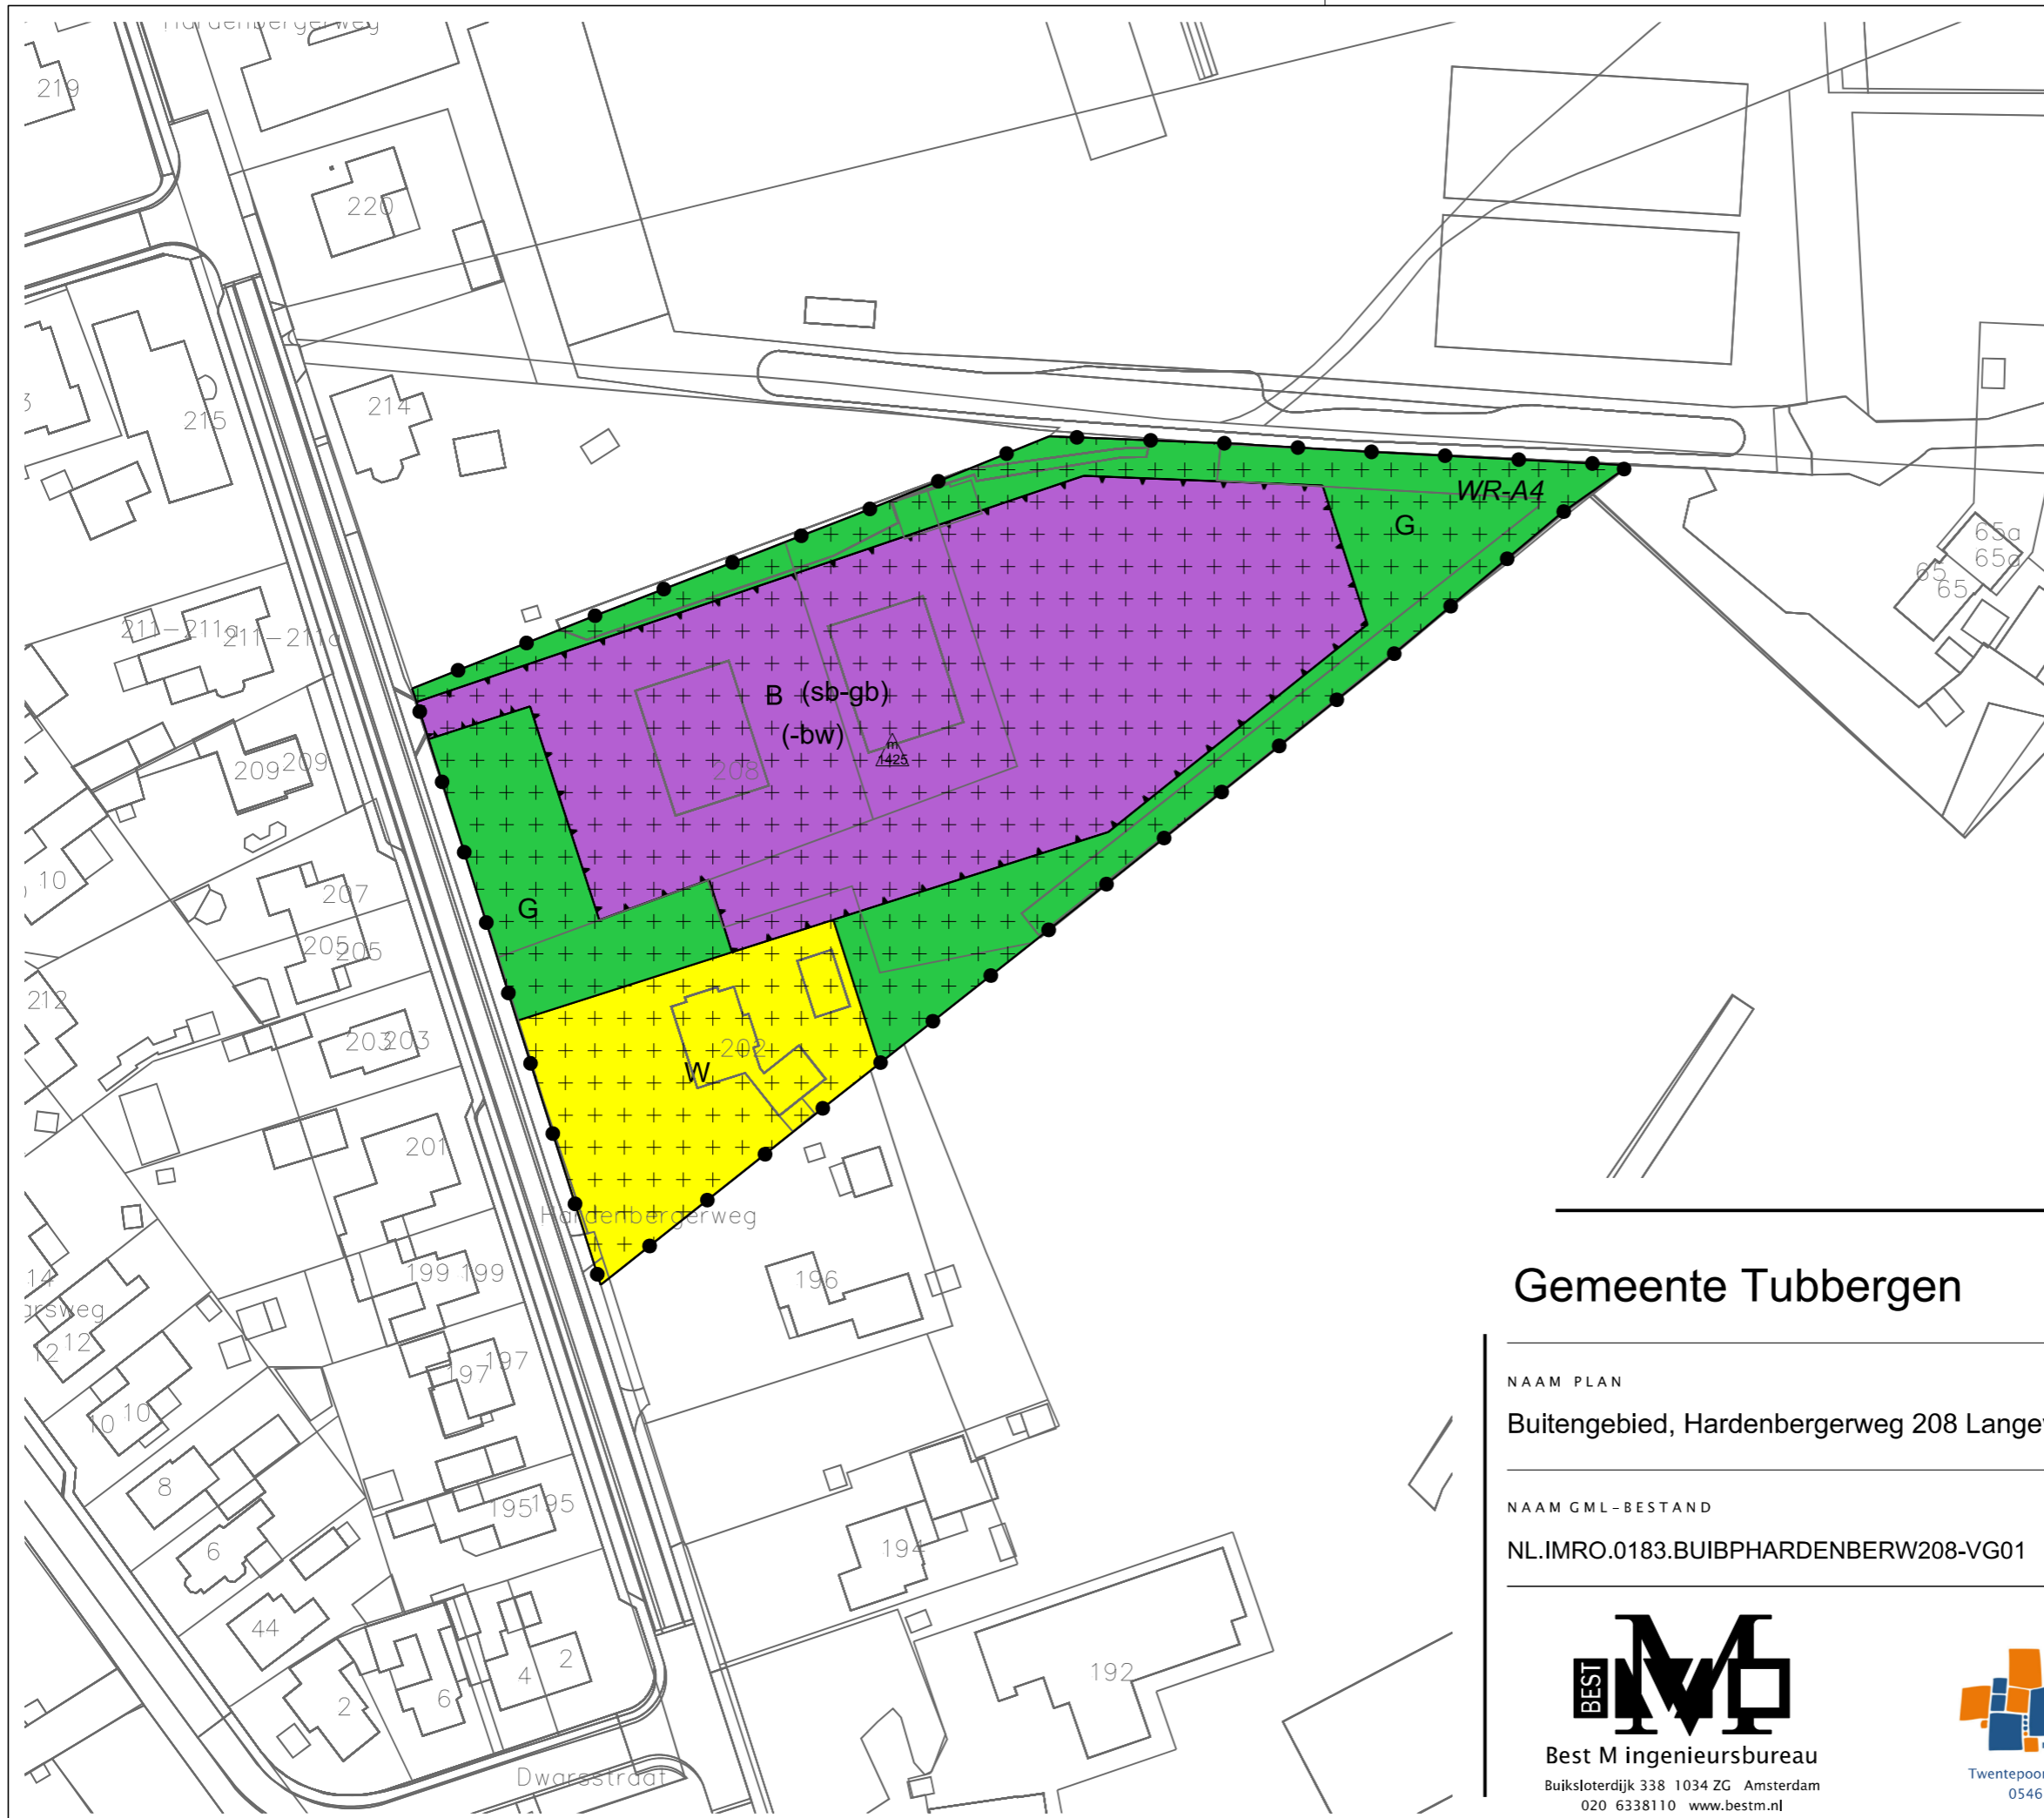 Hardenbergerweg
219
220
214
215
3
WR-A4
G
65a
65a
65
65
211-211a
211-211a
B (sb-gb)
(-bw)
m
1425
208
209
209
10
207
G
205
205
212
203
203
202
W
201
Hardenbergerweg
199
199
196
14
arsweg
12
12
197
197
10
10
8
195
195
6
194
44
2
6
4
2
192
Dwarsstraat
Gemeente Tubbergen
NAAM PLAN
Buitengebied, Hardenbergerweg 208 Lange
NAAM GML-BESTAND
NL.IMRO.0183.BUIBPHARDENBERW208-VG01
BEST
M
Best M ingenieursbureau
Buiksloterdijk 338 1034 ZG Amsterdam
020 6338110 www.bestm.nl
Twentepoor
0546